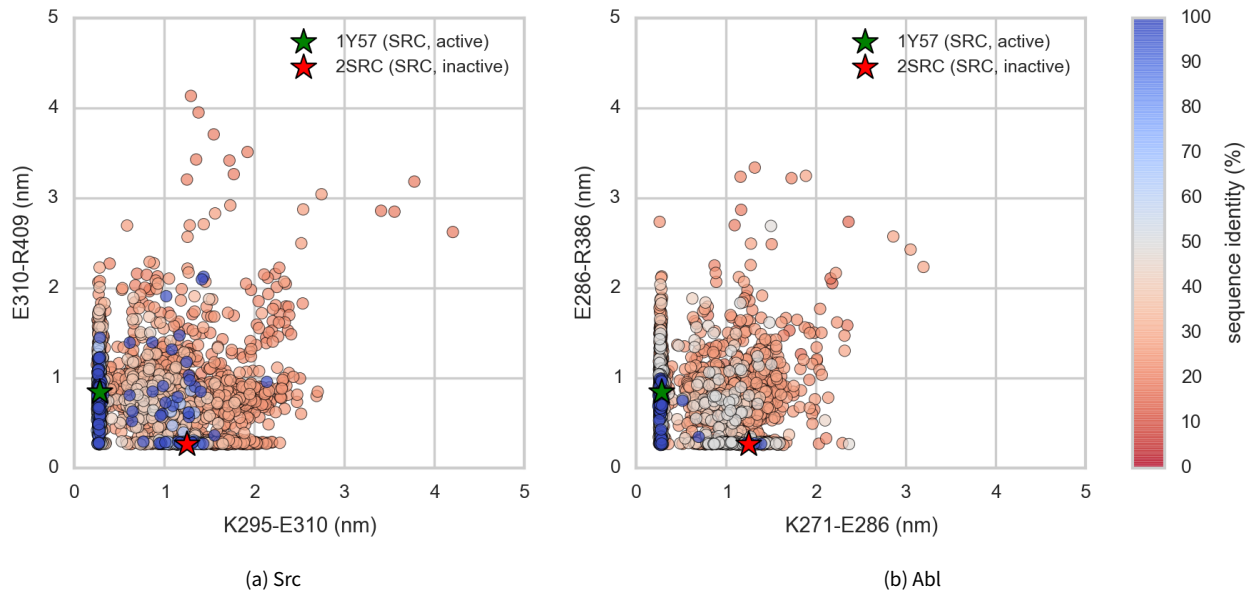 1Y57 (SRC, active)
2SRC (SRC, inactive)
E310-R409 (nm)
5
4
3
2
1
0
0 1 2 3 4 5
K295-E310 (nm)
(a) Src
1Y57 (SRC, active)
2SRC (SRC, inactive)
E286-R386 (nm)
5
4
3
2
1
0
0 1 2 3 4 5
K271-E286 (nm)
(b) Abl
100
90
80
70
60
50
40
30
20
10
0
sequence identity (%)